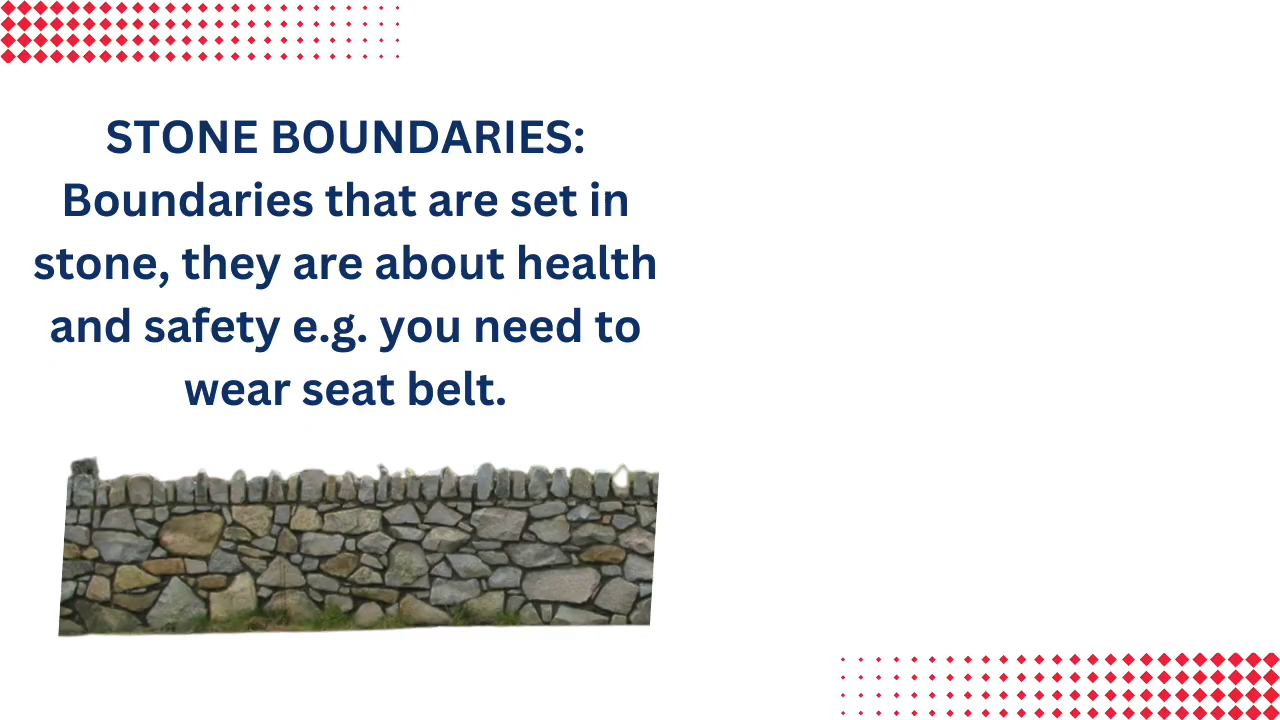 STONE BOUNDARIES:
Boundaries that are set in
stone, they are about health
and safety e.g. you need to
wear seat belt.